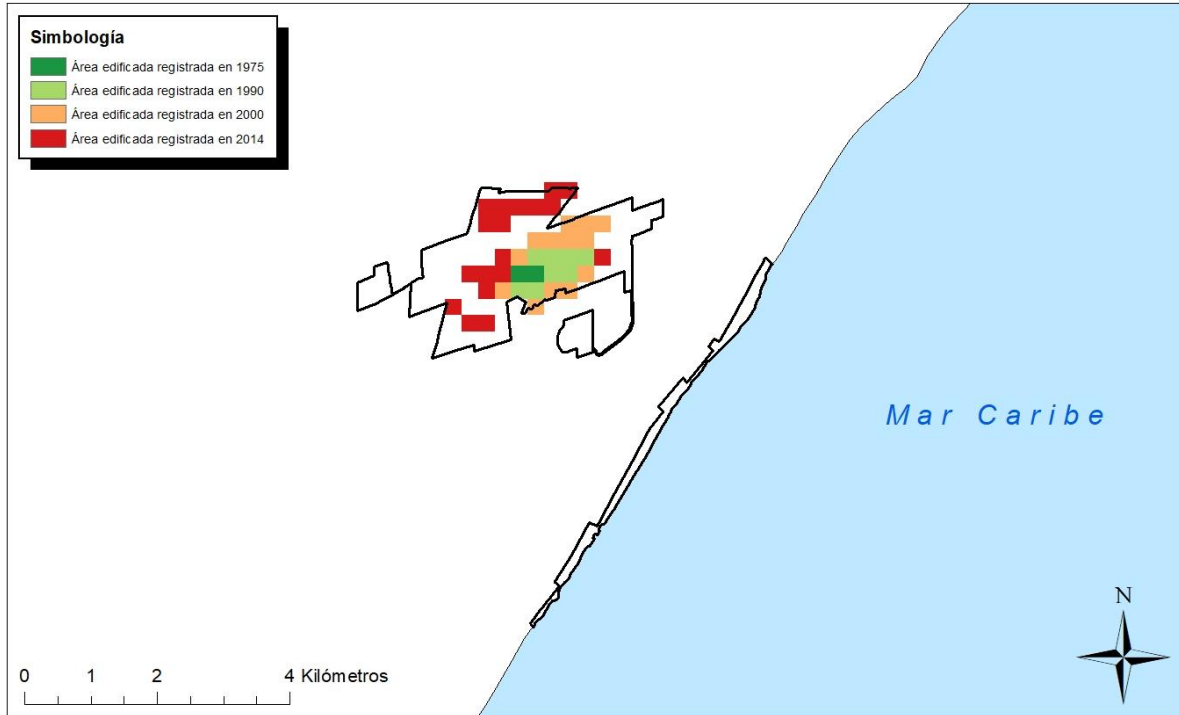 Simbología
Área edificada registrada en 1975
Área edificada registrada en 1990
Área edificada registrada en 2000
Área edificada registrada en 2014
Mar Caribe
N
0 1 2 4 Kilómetros